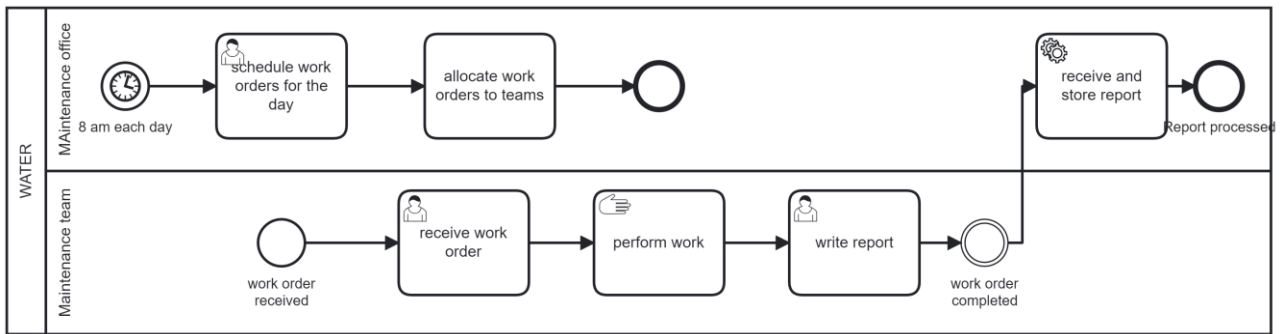 WATER
MAintenance office
8 am each day
schedule work
orders for the
day
allocate work
orders to teams
receive and
store report
Report processed
Maintenance team
work order
received
receive work
order
perform work
write report
work order
completed